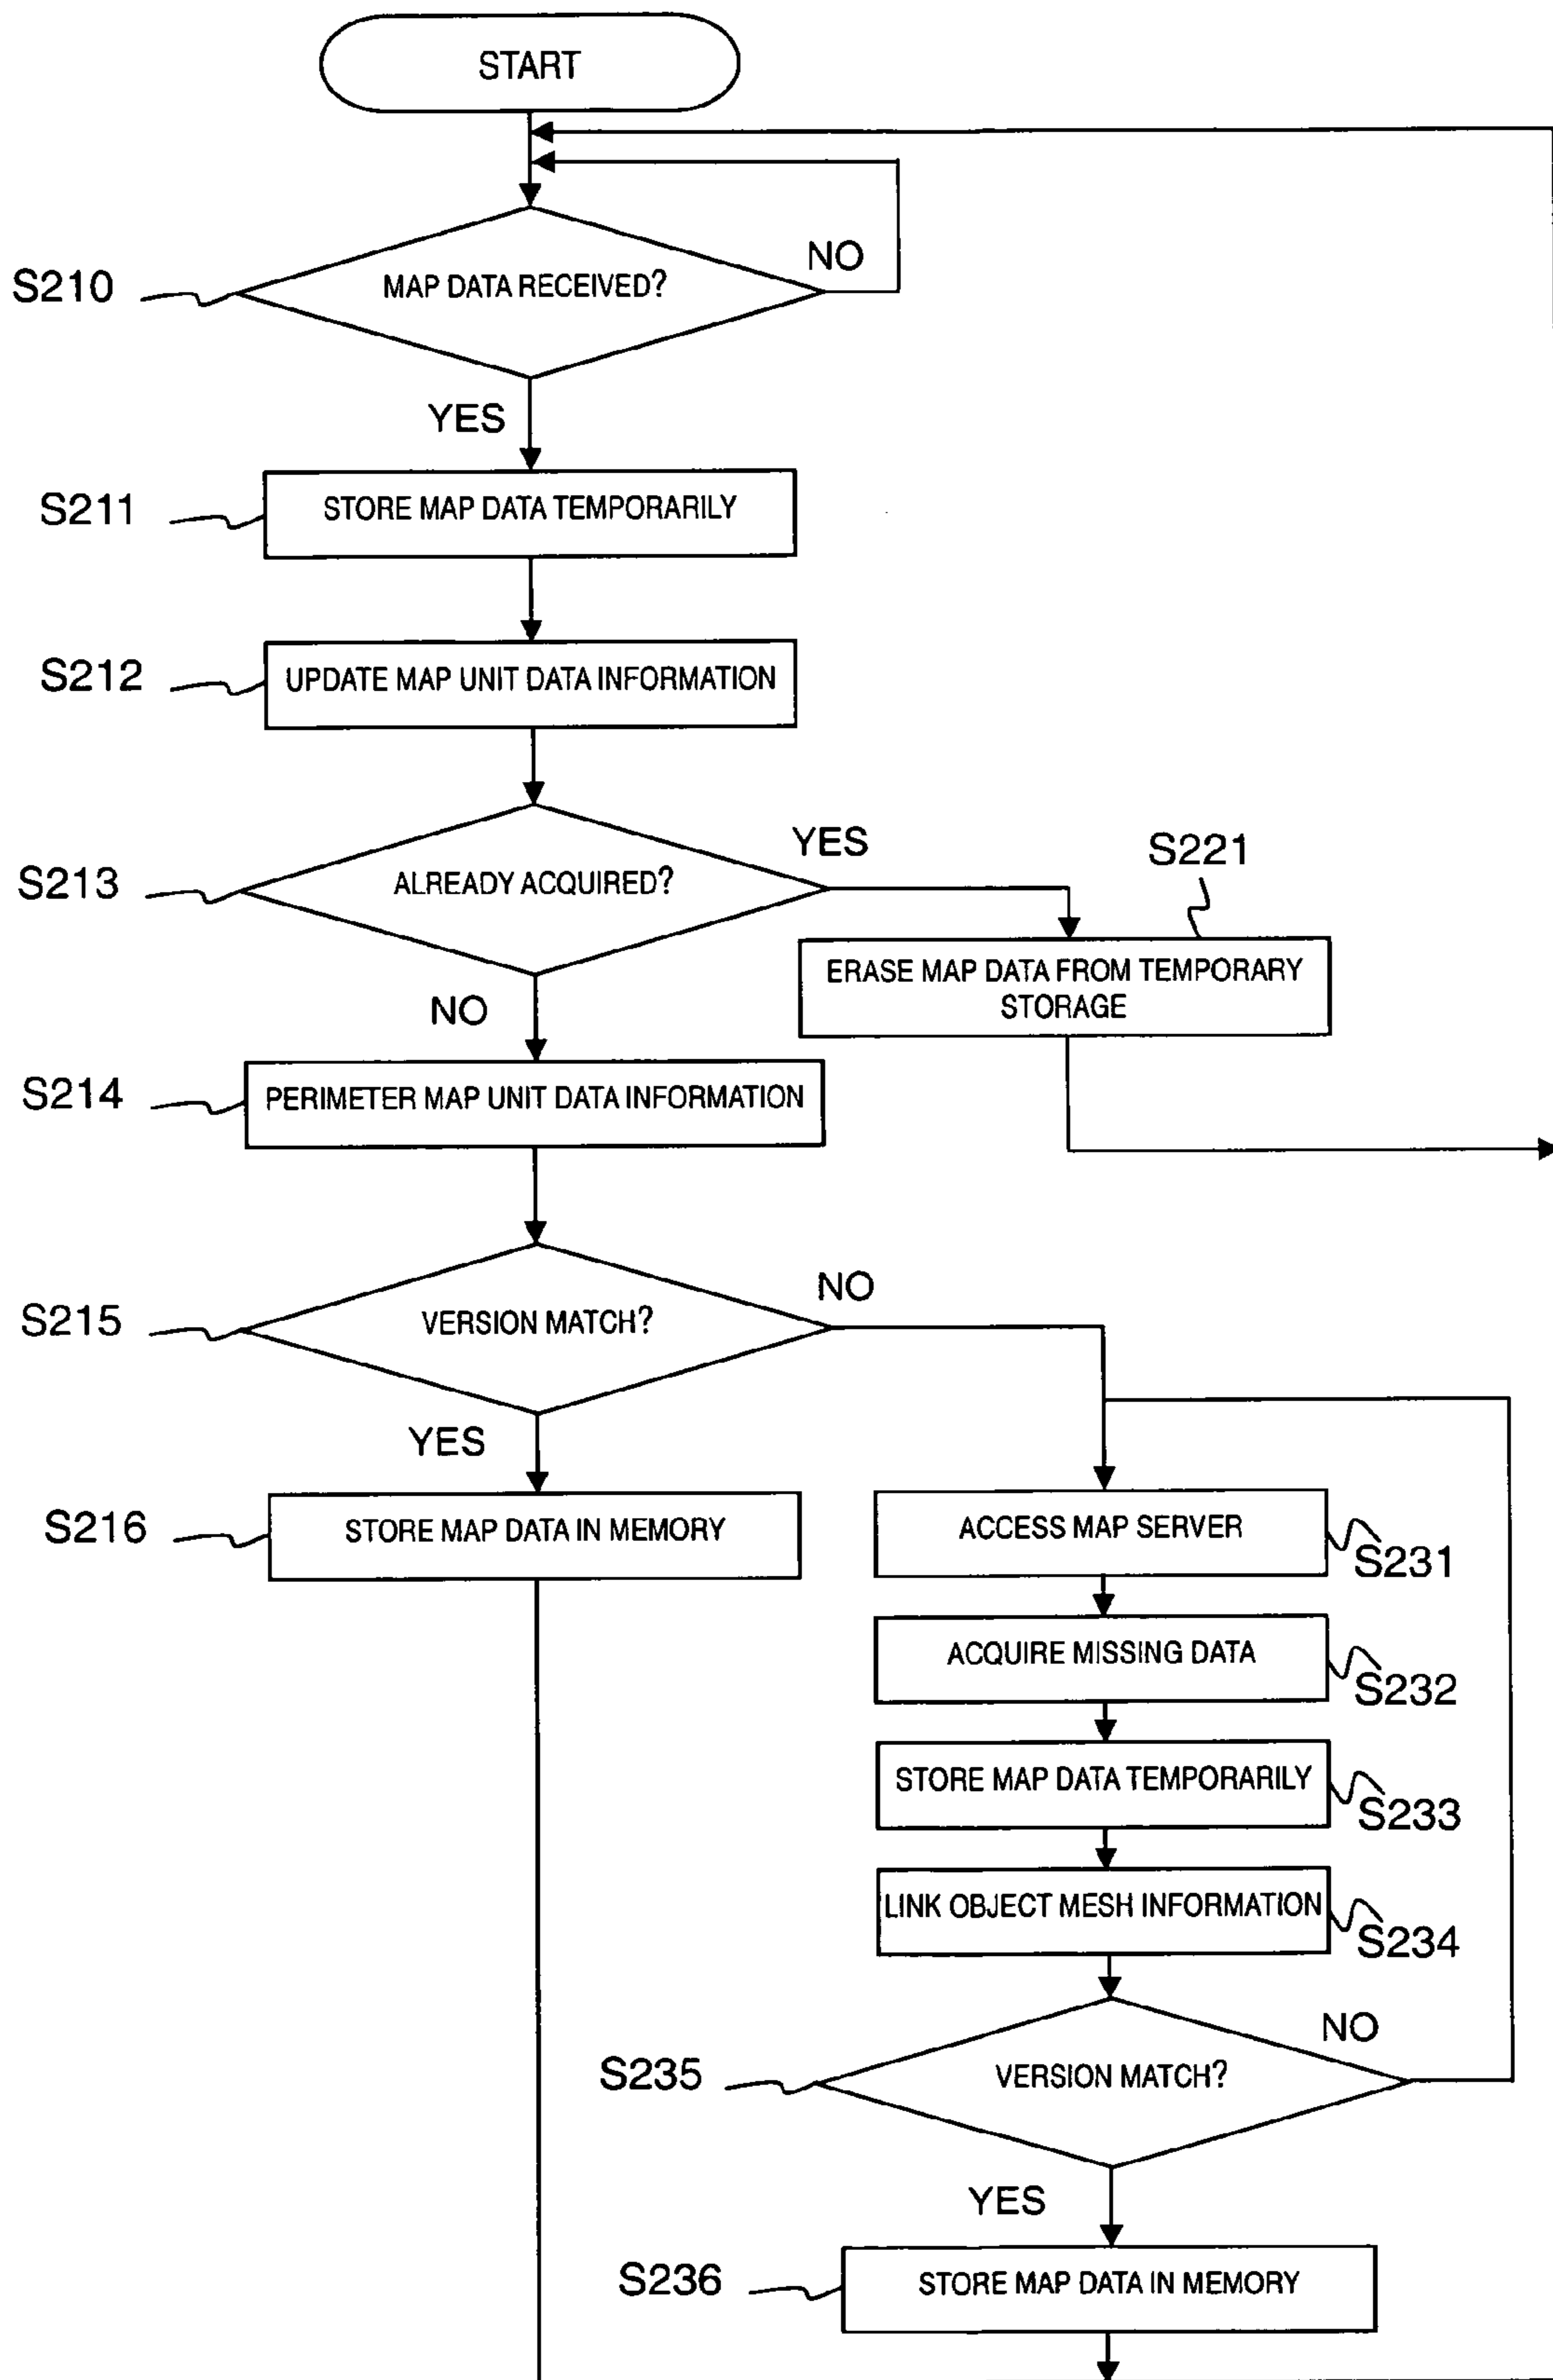 START
NO
S210
MAP DATA RECEIVED?
YES
S211
STORE MAP DATA TEMPORARILY
S212
UPDATE MAP UNIT DATA INFORMATION
YES
S221
S213
ALREADY ACQUIRED?
ERASE MAP DATA FROM TEMPORARY
STORAGE
NO
S214
PERIMETER MAP UNIT DATA INFORMATION
NO
S215
VERSION MATCH?
YES
S216
STORE MAP DATA IN MEMORY
ACCESS MAP SERVER
S231
ACQUIRE MISSING DATA
S232
STORE MAP DATA TEMPORARILY
S233
LINK OBJECT MESH INFORMATION
S234
NO
S235
VERSION MATCH?
YES
S236
STORE MAP DATA IN MEMORY